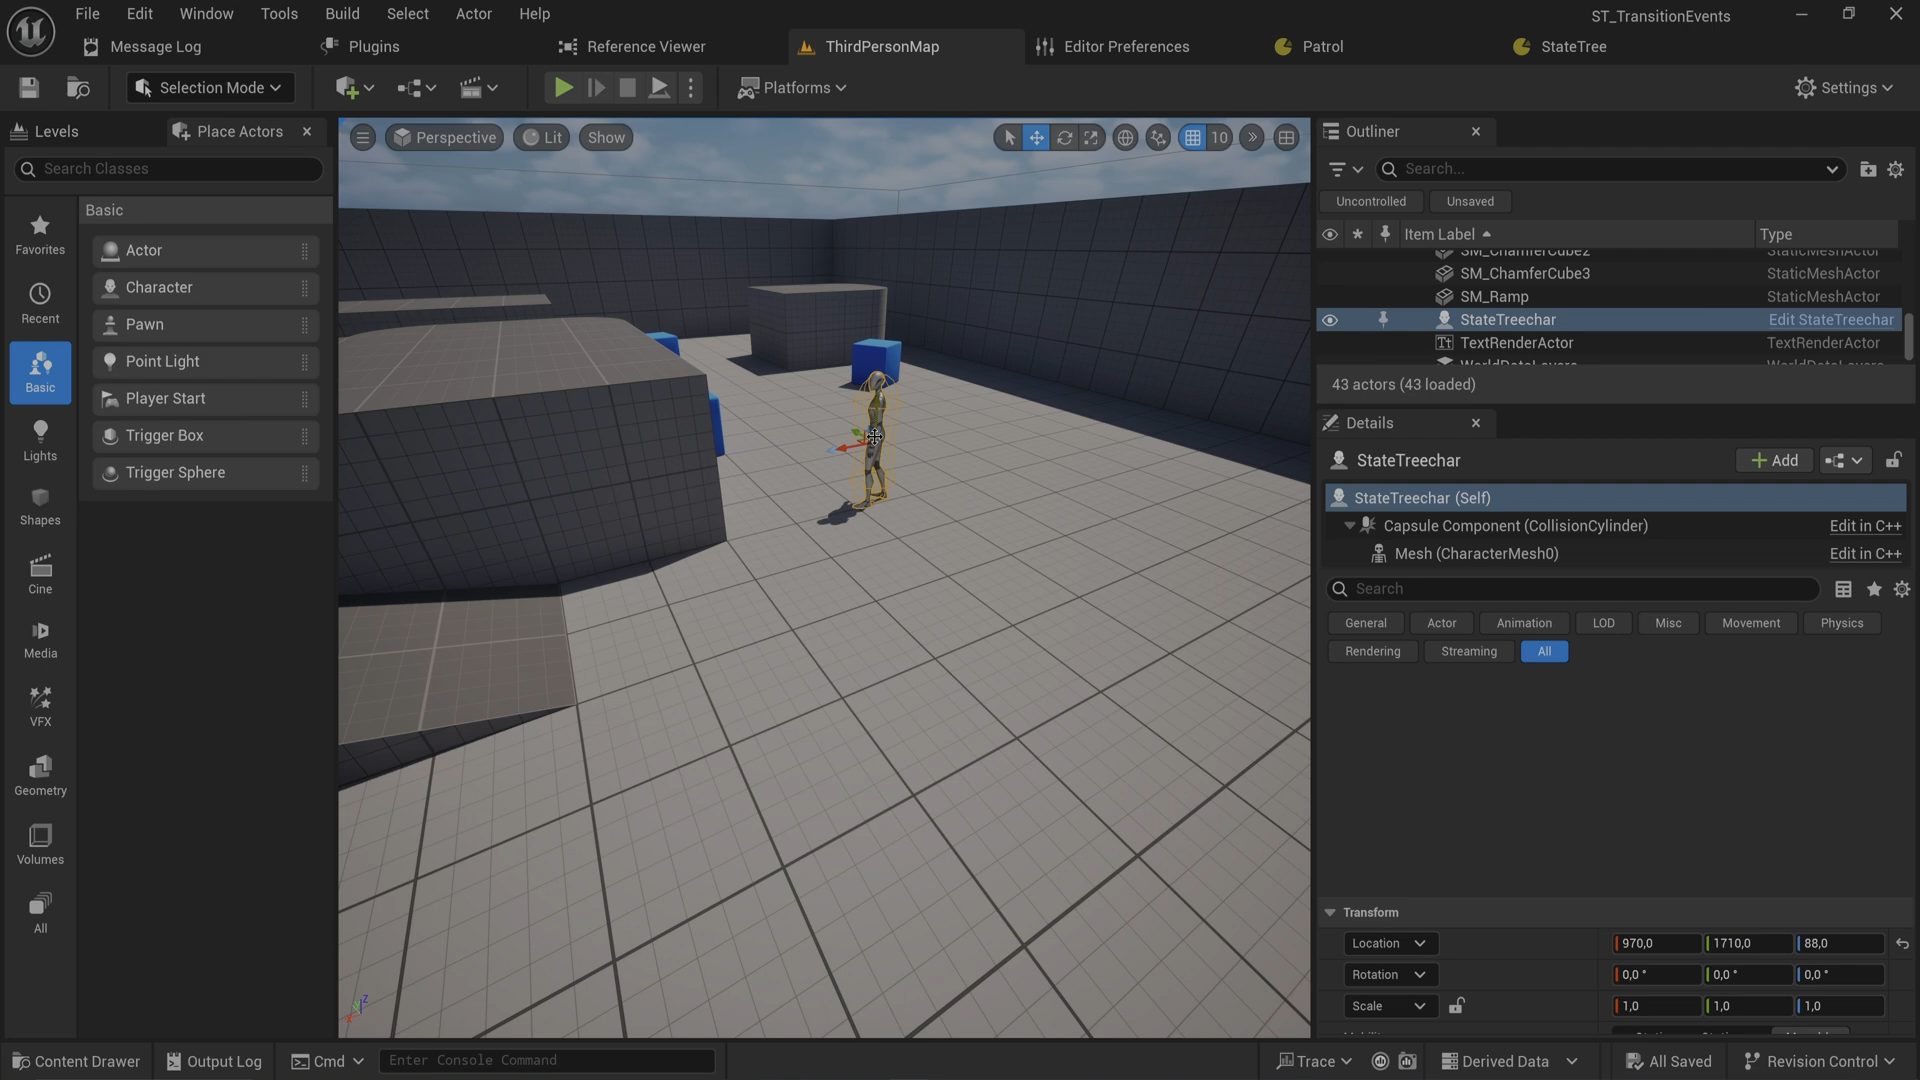 File Edit Window Tools Build Select Actor Help
ST_TransitionEvents
Message Log Plugins Reference Viewer ThirdPersonMap Editor Preferences Patrol StateTree
Selection Mode Platforms Settings
Levels Place Actors
Search Classes
Favorites
Recent
Basic
Lights
Shapes
Cine
Media
VFX
Geometry
Volumes
All
Basic
Actor
Character
Pawn
Point Light
Player Start
Trigger Box
Trigger Sphere
Perspective Lit Show 10
Z
Outliner
Search...
Uncontrolled Unsaved
Item Label Type
SM_ChamferCube2 StaticMeshActor
SM_ChamferCube3 StaticMeshActor
SM_Ramp StaticMeshActor
StateTreechar Edit StateTreechar
TextRenderActor TextRenderActor
43 actors (43 loaded)
Details
StateTreechar Add
StateTreechar (Self)
Capsule Component (CollisionCylinder) Edit in C++
Mesh (CharacterMesh0) Edit in C++
Search
General Actor Animation LOD Misc Movement Physics
Rendering Streaming All
Transform
Location 970,0 1710,0 88,0
Rotation 0,0 ° 0,0 ° 0,0 °
Scale 1,0 1,0 1,0
Content Drawer Output Log Cmd Enter Console Command Trace Derived Data All Saved Revision Control